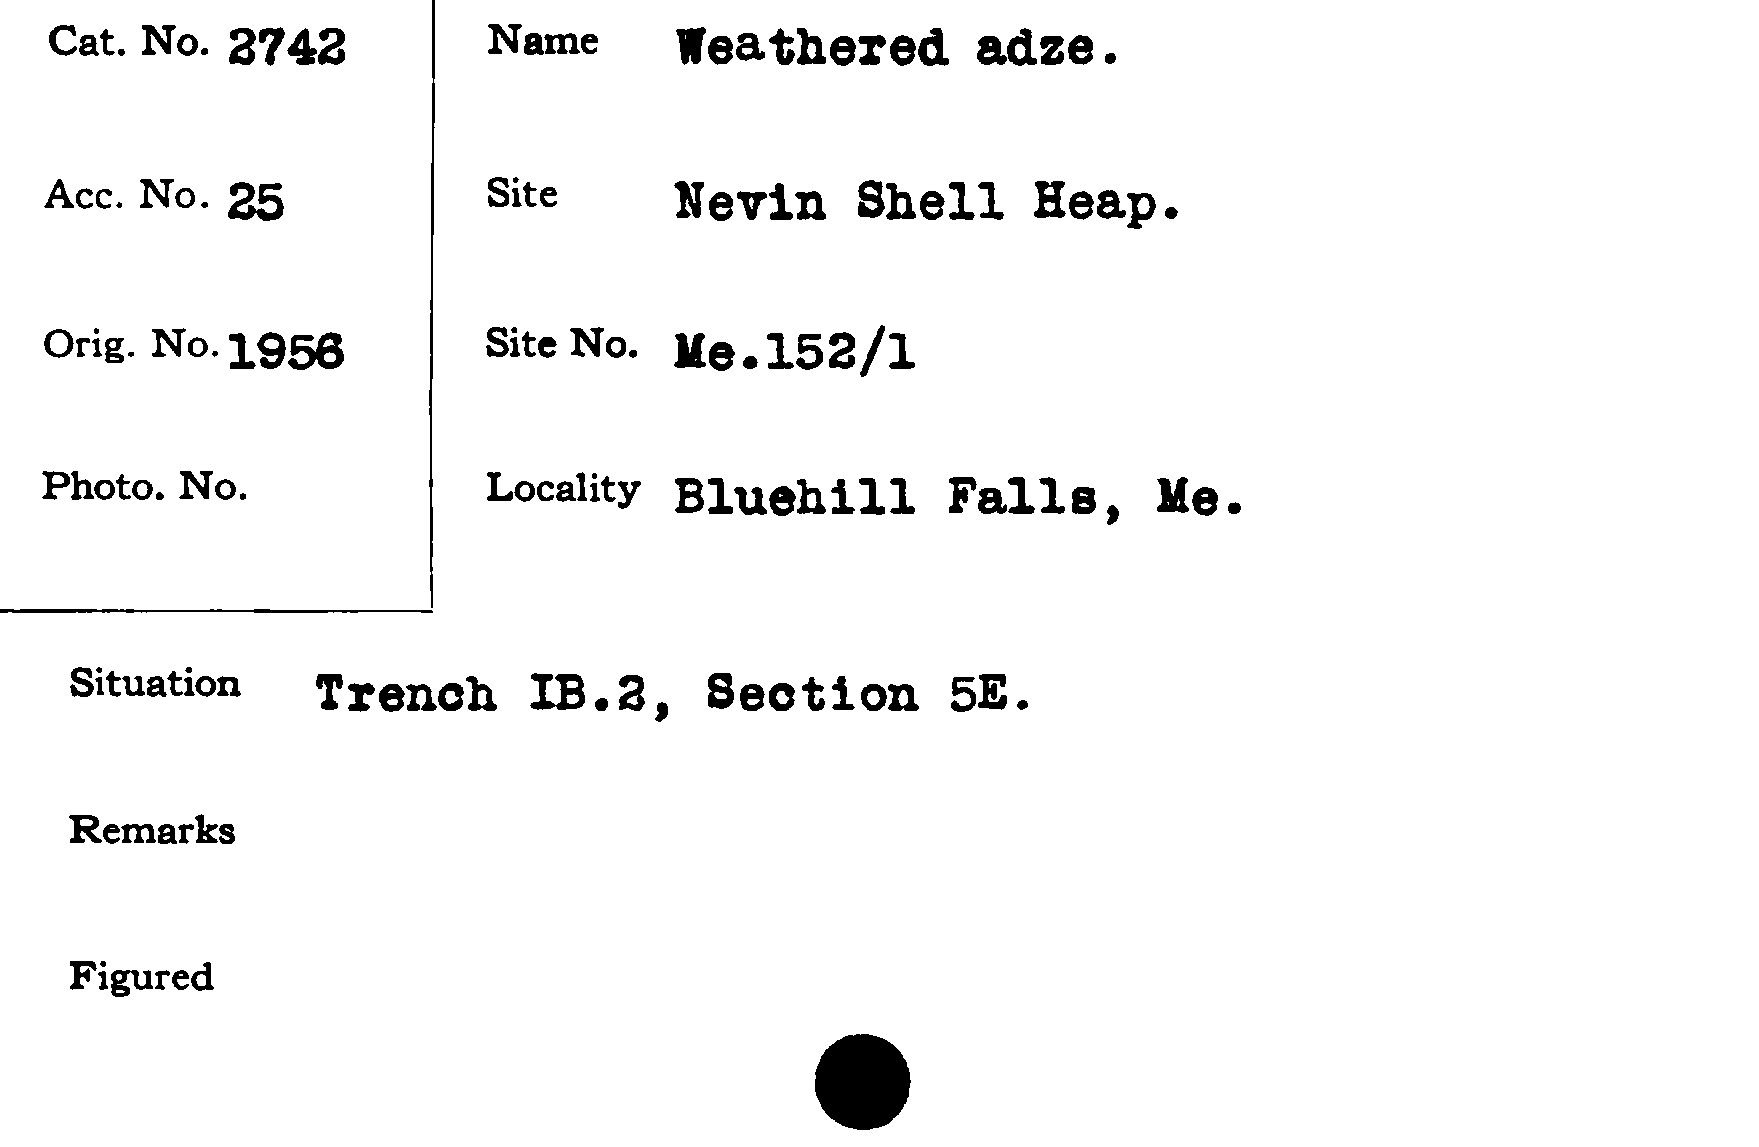 Cat. No. 2742
Name Weathered adze.
Acc. No. 25
Site Nevin Shell Heap.
Orig. No. 1956
Site No. Me.152/1
Photo. No.
Locality Bluehill Falls, Me.
Situation Trench IB.2, Section 5E.
Remarks
Figured